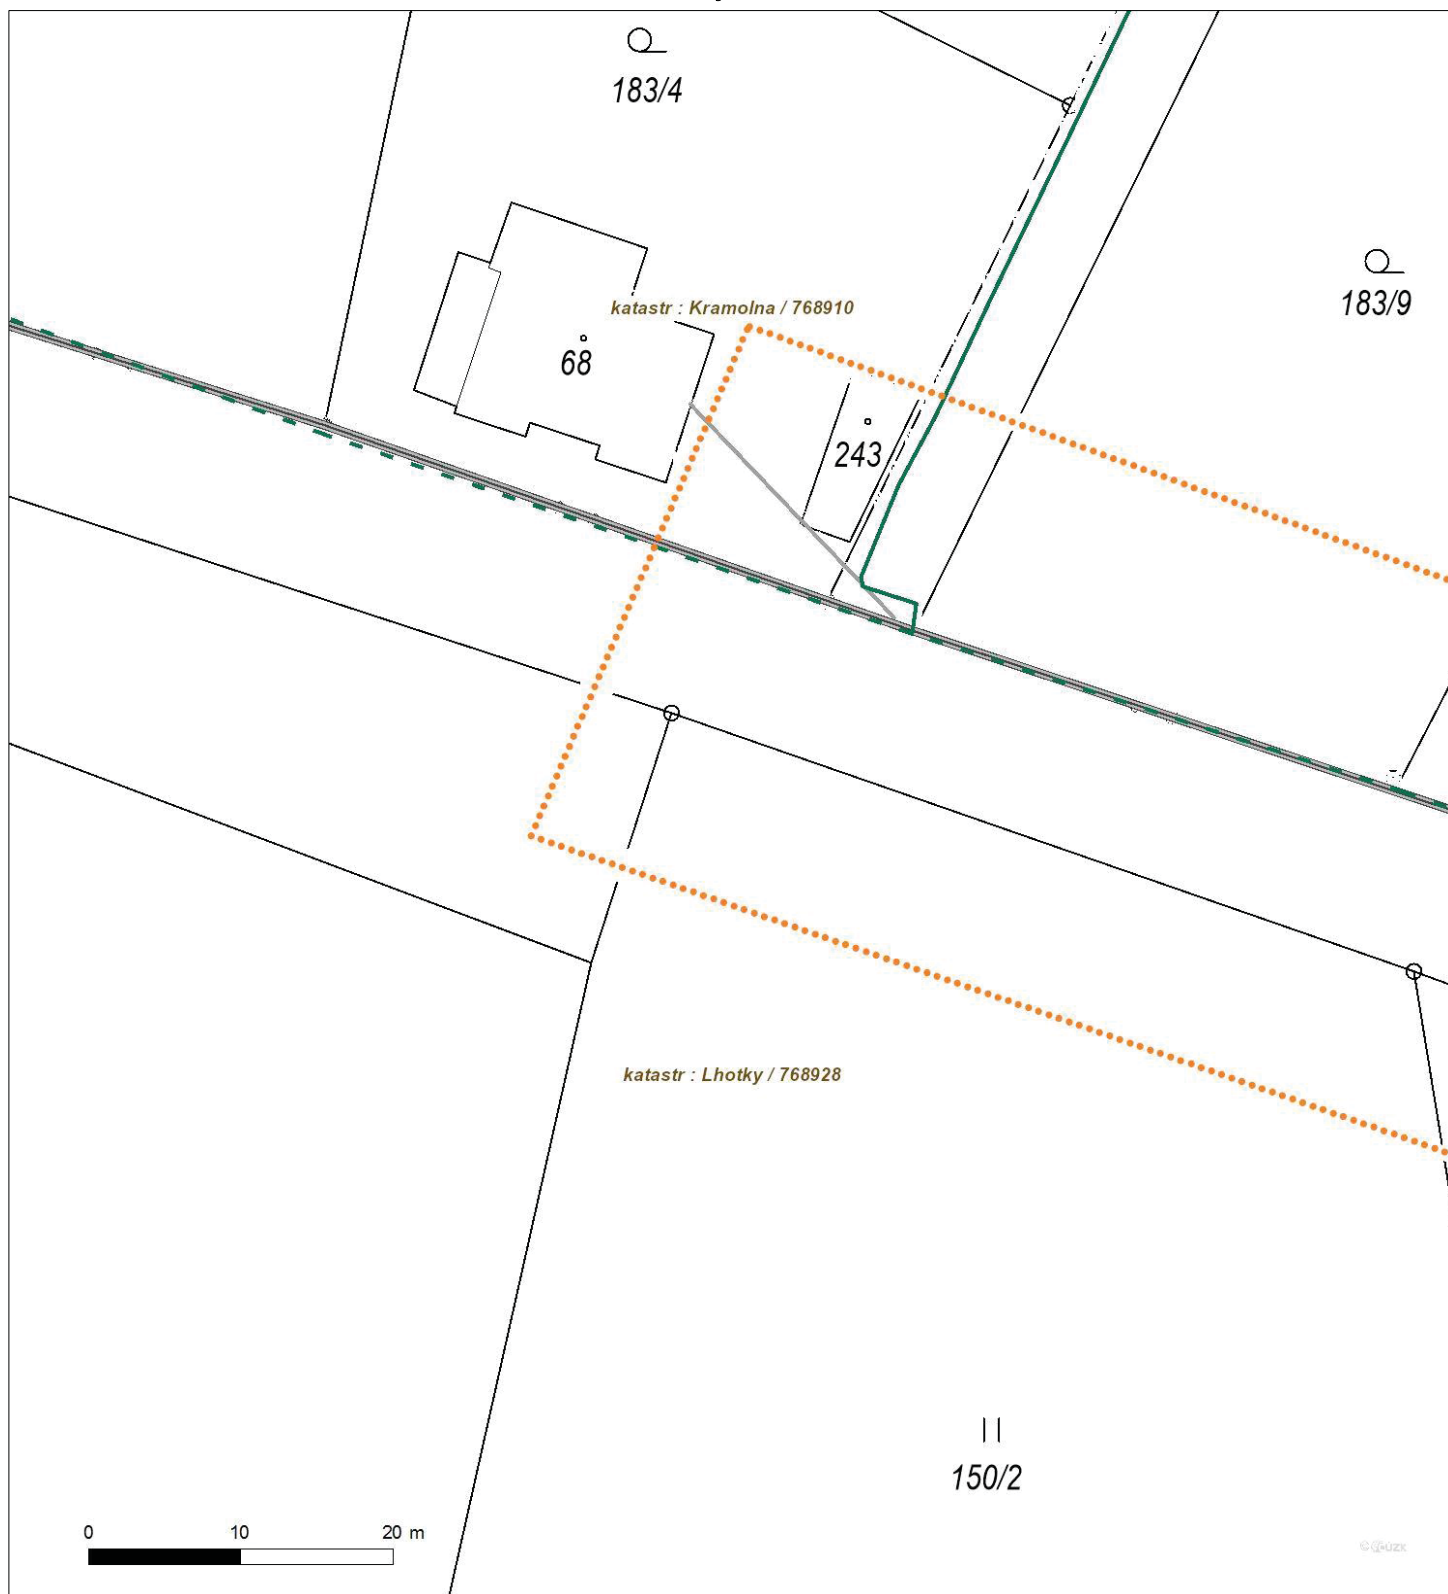 183/4
183/9
katastr : Kramolna / 768910
68
243
katastr : Lhotky / 768928
150/2
0 10 20 m